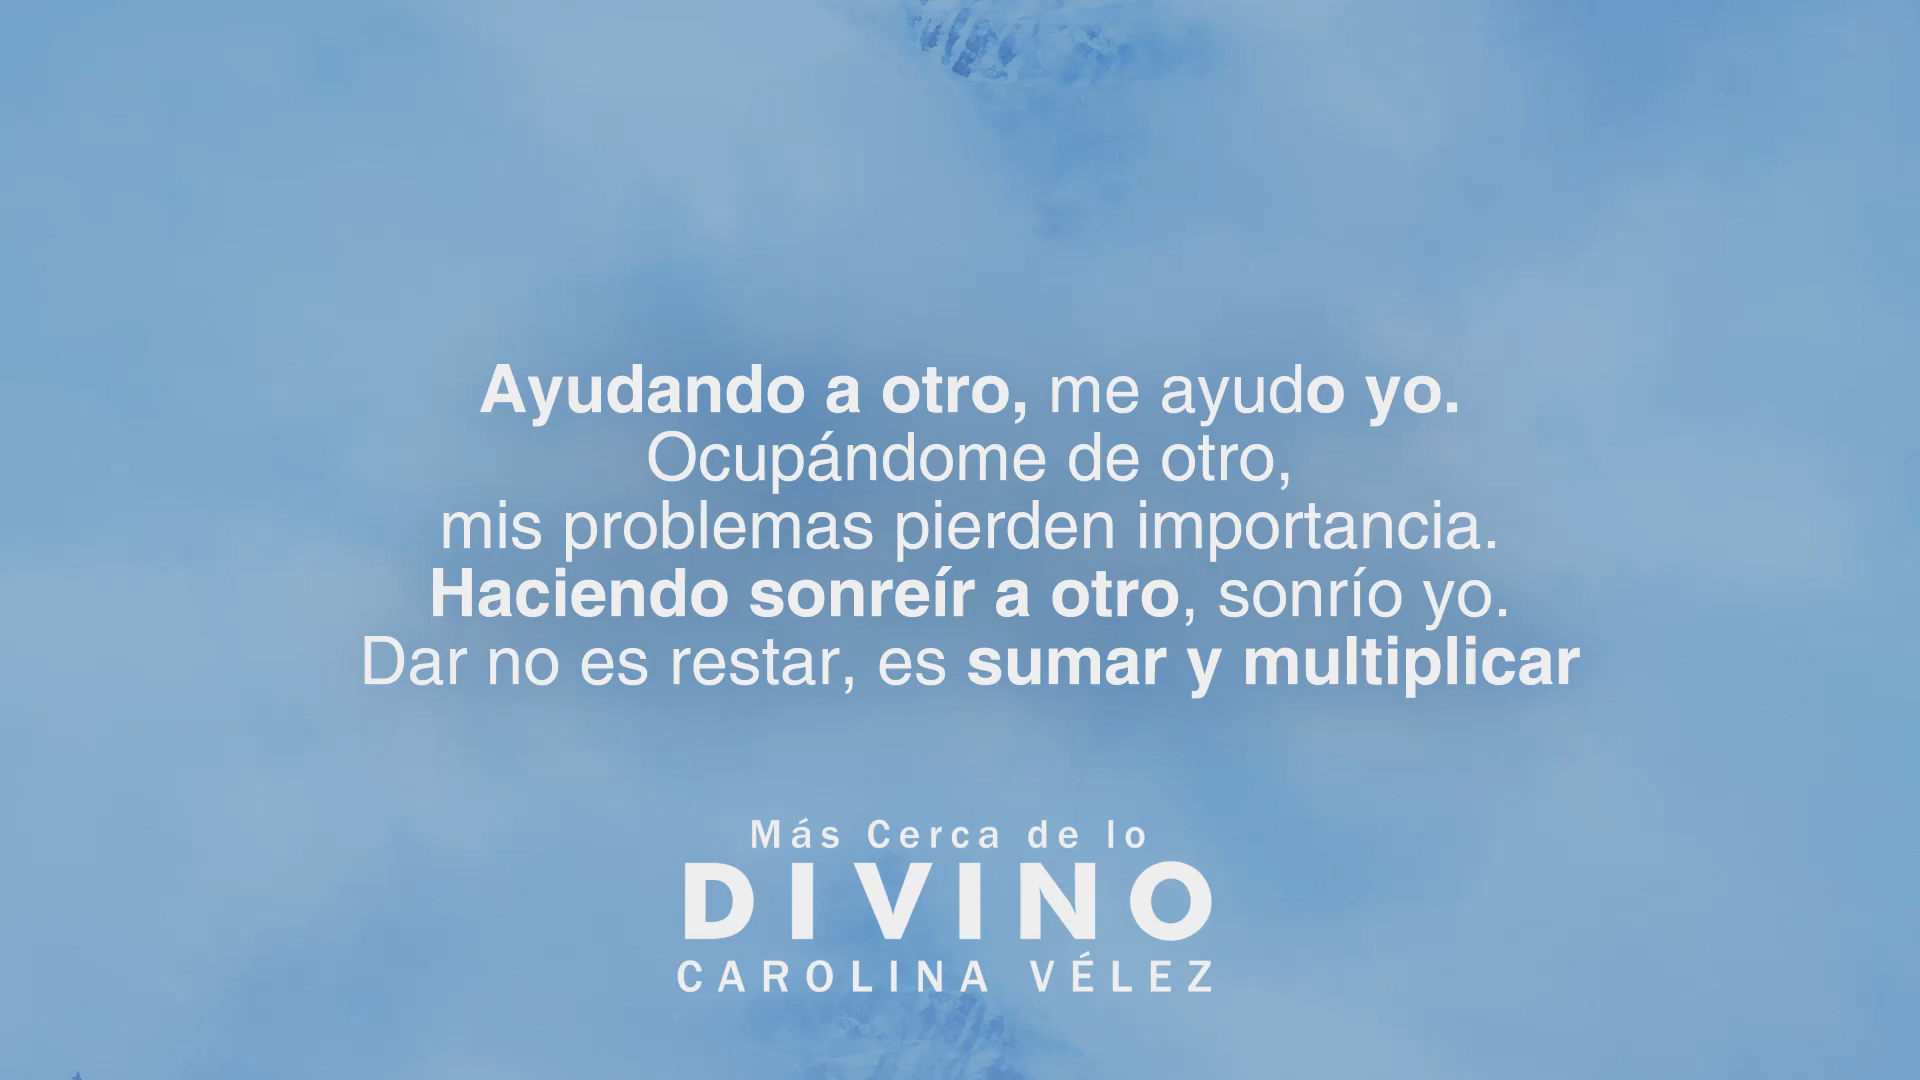 Ayudando a otro, me ayudo yo.
Ocupándome de otro,
mis problemas pierden importancia.
Haciendo sonreír a otro, sonrío yo.
Dar no es restar, es sumar y multiplicar
Más Cerca de lo
DIVINO
CAROLINA VÉLEZ